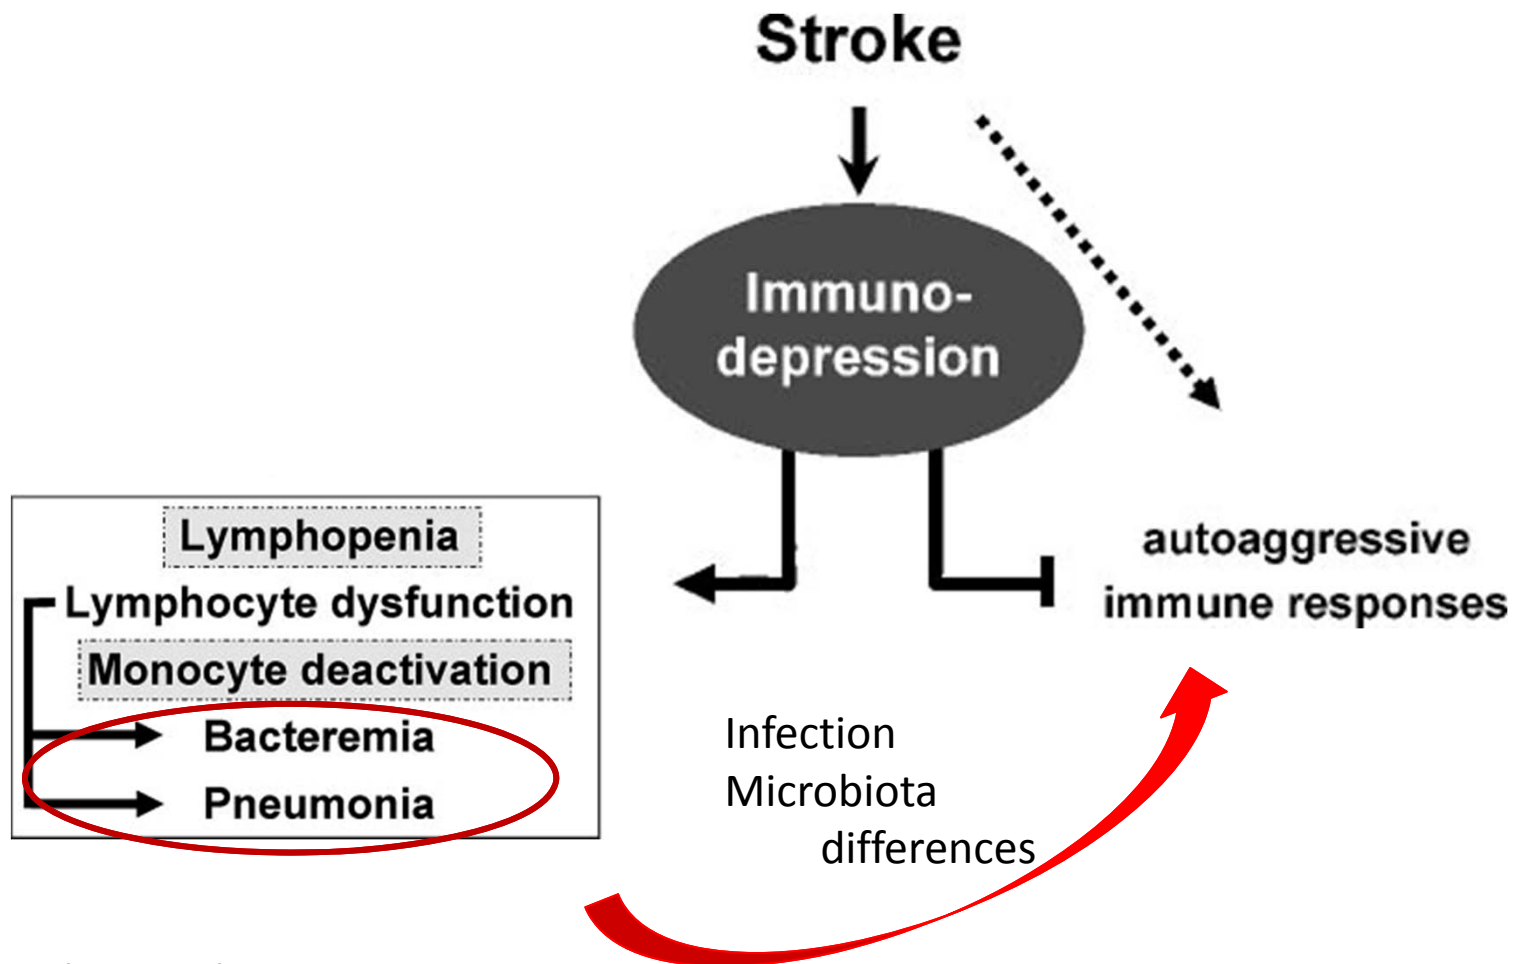 Stroke
Immuno-
depression
Lymphopenia
Lymphocyte dysfunction
Monocyte deactivation
Bacteremia
Pneumonia
autoaggressive
immune responses
Infection
Microbiota
differences